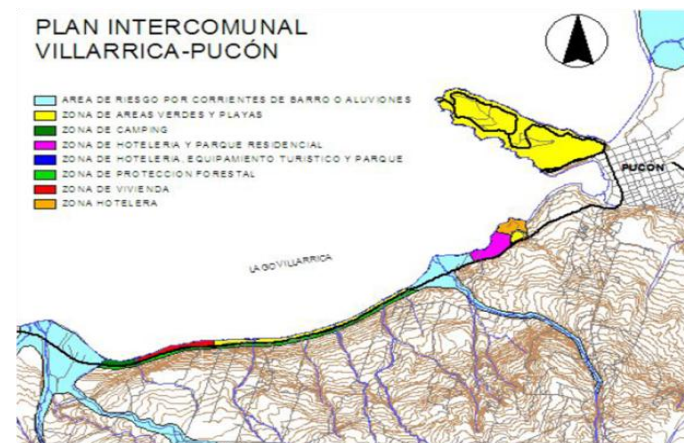 PLAN INTERCOMUNAL
VILLARRICA-PUCÓN
AREA DE RIESGO POR CORRIENTES DE BARRO O ALUVIONES
ZONA DE AREAS VERDES Y PLAYAS
ZONA DE CAMPING
ZONA DE HOTELERIA Y PARQUE RESIDENCIAL
ZONA DE HOTELERIA, EQUIPAMIENTO TURISTICO Y PARQUE
ZONA DE PROTECCION FORESTAL
ZONA DE VIVIENDA
ZONA HOTELERA
PUCON
LAGO VILLARRICA